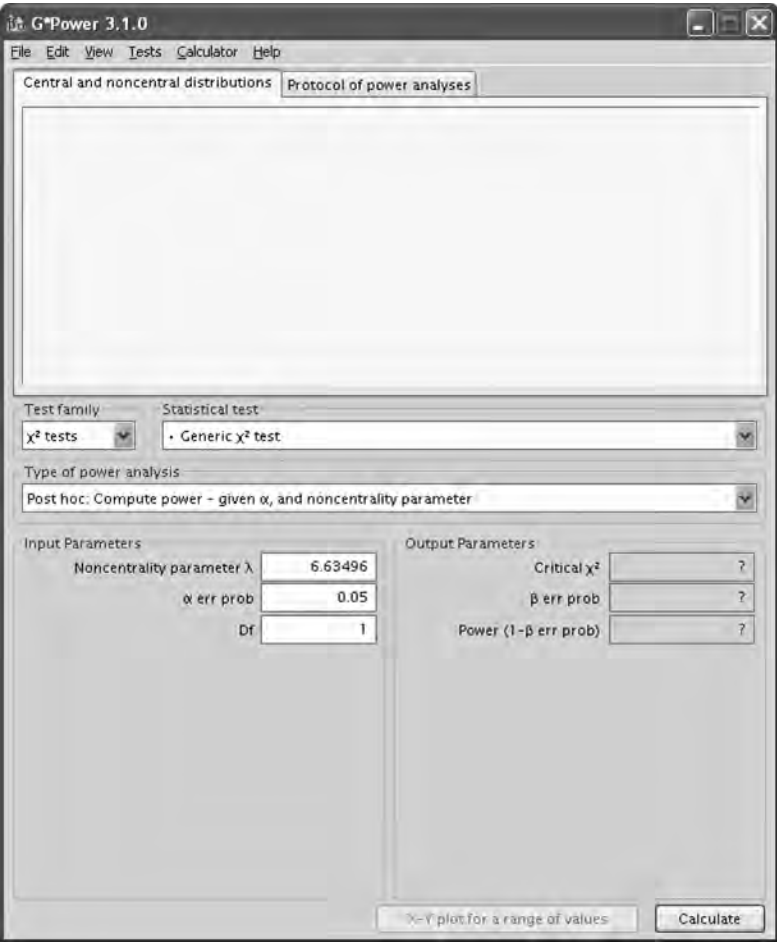 G*Power 3.1.0
File Edit View Tests Calculator Help
Central and noncentral distributions Protocol of power analyses
Test family Statistical test
χ² tests Generic χ² test
Type of power analysis
Post hoc: Compute power - given α, and noncentrality parameter
Input Parameters Output Parameters
Noncentrality parameter λ 6.63496 Critical χ² ?
α err prob 0.05 β err prob ?
Df 1 Power (1-β err prob) ?
X-Y plot for a range of values Calculate